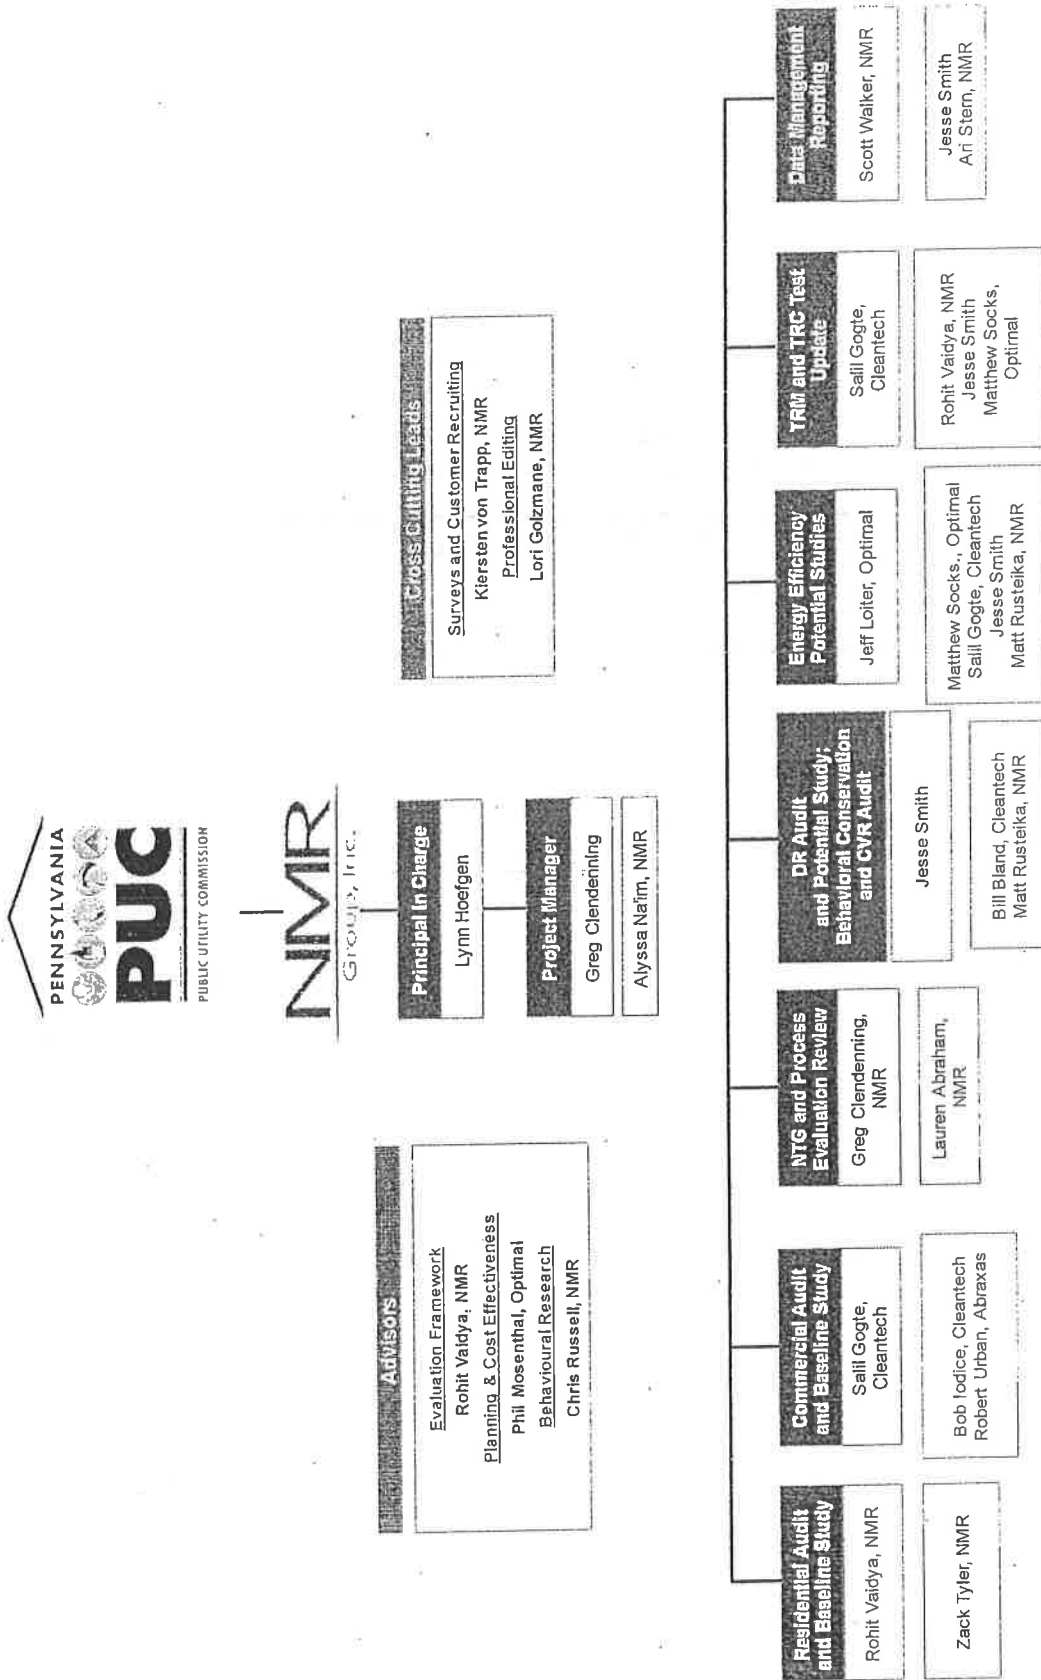 PENNSYLVANIA
PUC
PUBLIC UTILITY COMMISSION
NMR
Group, Inc.
Principal In Charge
Lynn Hoefgen
Project Manager
Greg Clendening
Alyssa Na'im, NMR
Advisors
Evaluation Framework
Rohit Vaidya, NMR
Planning & Cost Effectiveness
Phil Mosenthal, Optimal
Behavioural Research
Chris Russell, NMR
Cross Cutting Leads
Surveys and Customer Recruiting
Kiersten von Trapp, NMR
Professional Editing
Lori Golzmane, NMR
Residential Audit
and Baseline Study
Rohit Vaidya, NMR
Zack Tyler, NMR
Commercial Audit
and Baseline Study
Salil Gogte,
Cleantech
Bob Iodice, Cleantech
Robert Urban, Abraxas
NTG and Process
Evaluation Review
Greg Clendenning,
NMR
Lauren Abraham,
NMR
DR Audit
and Potential Study;
Behavioral Conservation
and CVR Audit
Jesse Smith
Bill Bland, Cleantech
Matt Rusteika, NMR
Energy Efficiency
Potential Studies
Jeff Loiter, Optimal
Matthew Socks., Optimal
Salil Gogte, Cleantech
Jesse Smith
Matt Rusteika, NMR
TRM and TRC Test
Update
Salil Gogte,
Cleantech
Rohit Vaidya, NMR
Jesse Smith
Matthew Socks,
Optimal
Data Management
Reporting
Scott Walker, NMR
Jesse Smith
Ari Stern, NMR